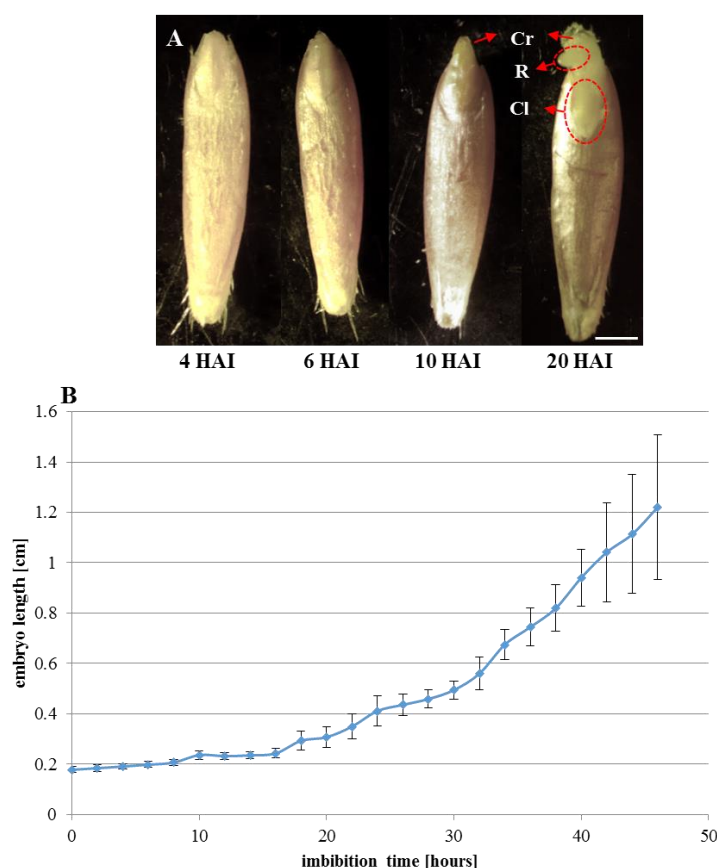 A
Cr
R
Cl
4 HAI 6 HAI 10 HAI 20 HAI
B
1.6
1.4
1.2
1
0.8
0.6
0.4
0.2
0
embryo length [cm]
0 10 20 30 40 50
imbibition time [hours]